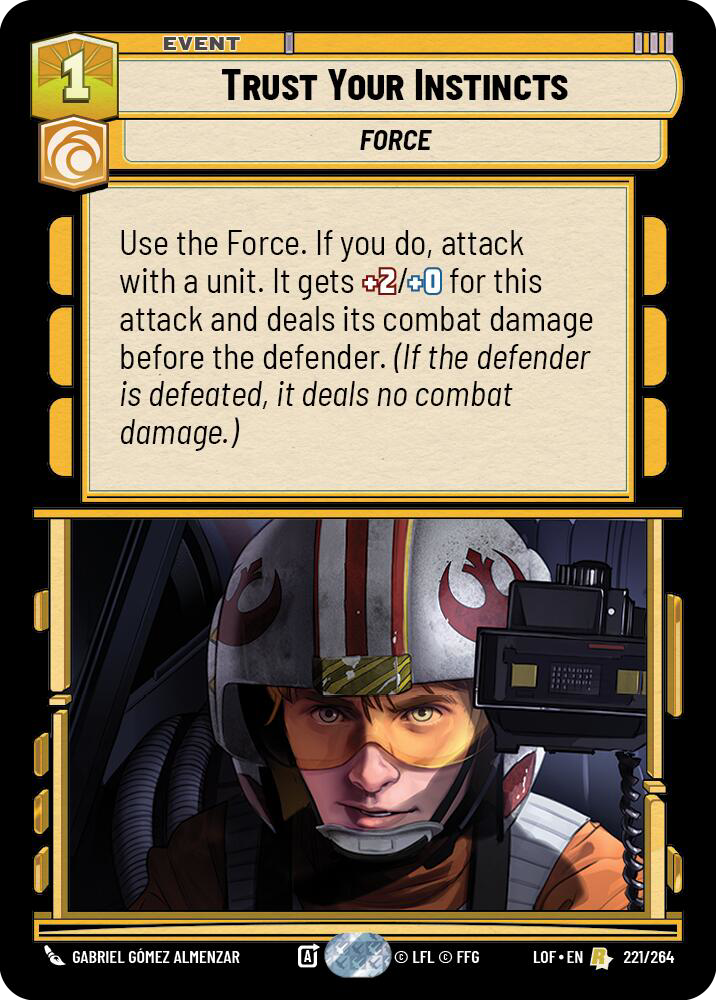 EVENT
1
TRUST YOUR INSTINCTS
FORCE
Use the Force. If you do, attack
with a unit. It gets +2/+0 for this
attack and deals its combat damage
before the defender. (If the defender
is defeated, it deals no combat
damage.)
GABRIEL GÓMEZ ALMENZAR A © LFL © FFG LOF • EN R 221/264